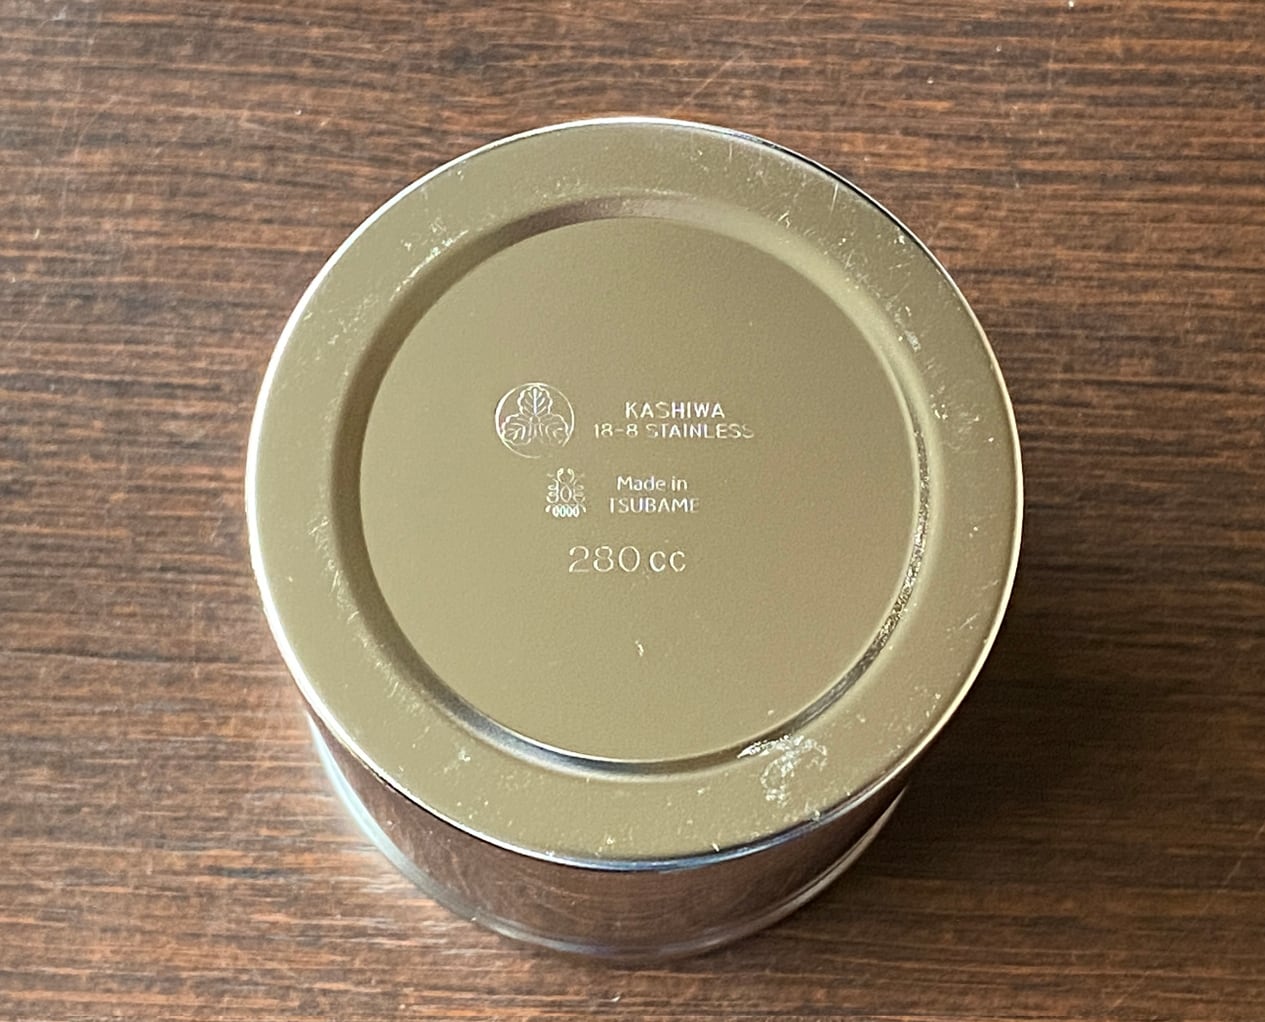 KASHIWA
18-8 STAINLESS
Made in
TSUBAME
280cc